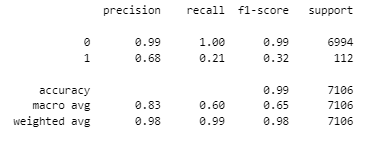 precision recall f1-score support
0 0.99 1.00 0.99 6994
1 0.68 0.21 0.32 112
accuracy 0.99 7106
macro avg 0.83 0.60 0.65 7106
weighted avg 0.98 0.99 0.98 7106